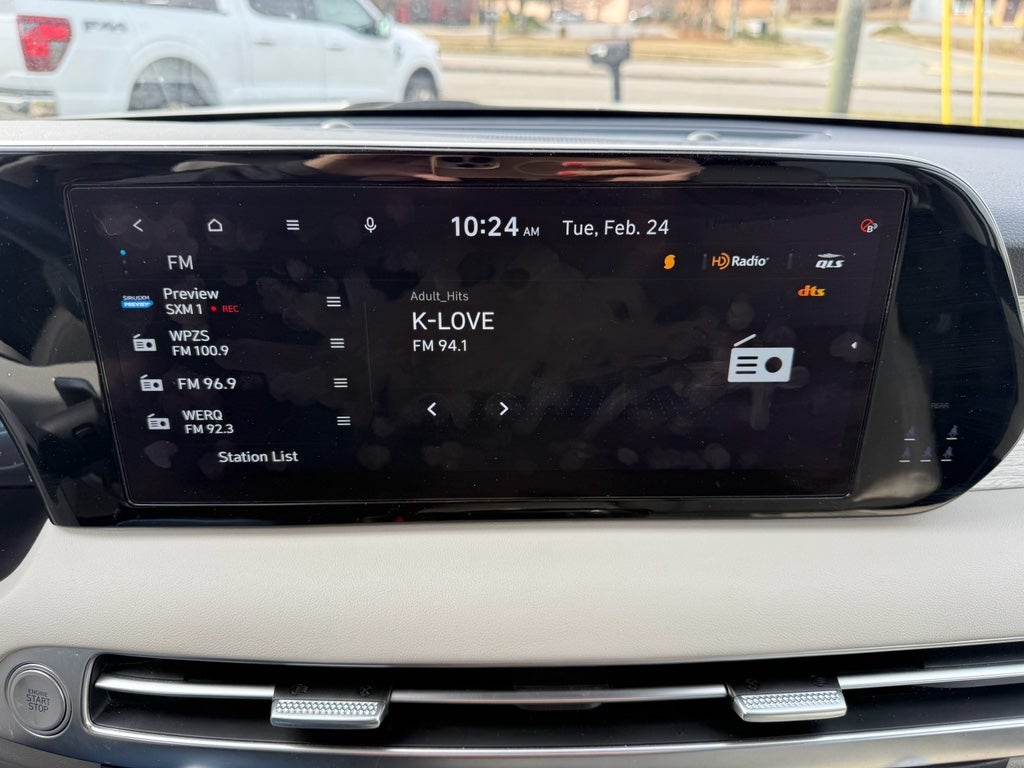 FX4
10:24 AM Tue, Feb. 24
FM
HD Radio
QLS
dts
SIRIUSXM
PREVIEW
Preview
SXM 1 REC
WPZS
FM 100.9
FM 96.9
WERQ
FM 92.3
Station List
Adult_Hits
K-LOVE
FM 94.1
REAR
ENGINE
START
STOP